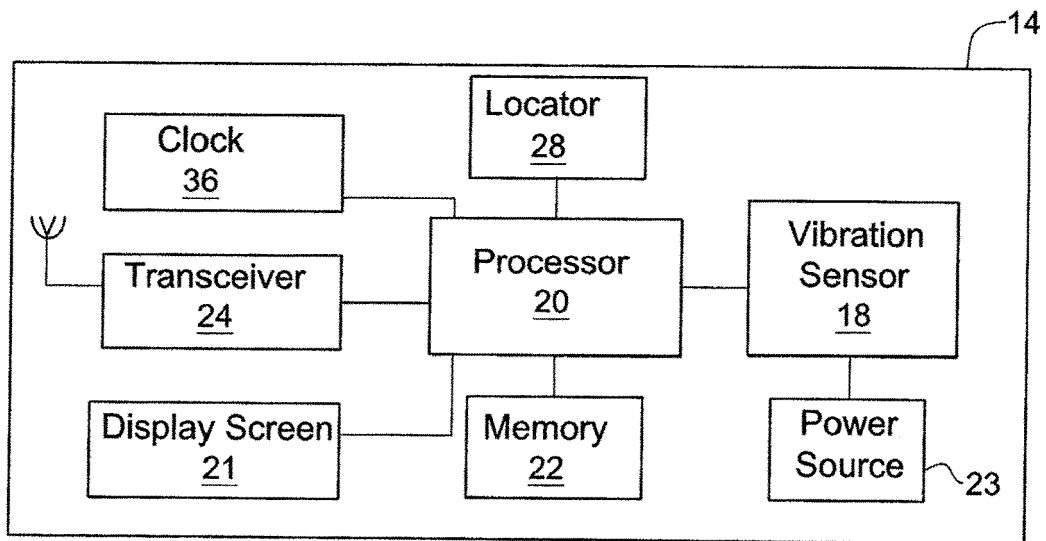 14
Locator
28
Clock
36
Vibration
Sensor
18
Processor
20
Transceiver
24
Display Screen
21
Memory
22
Power
Source
23